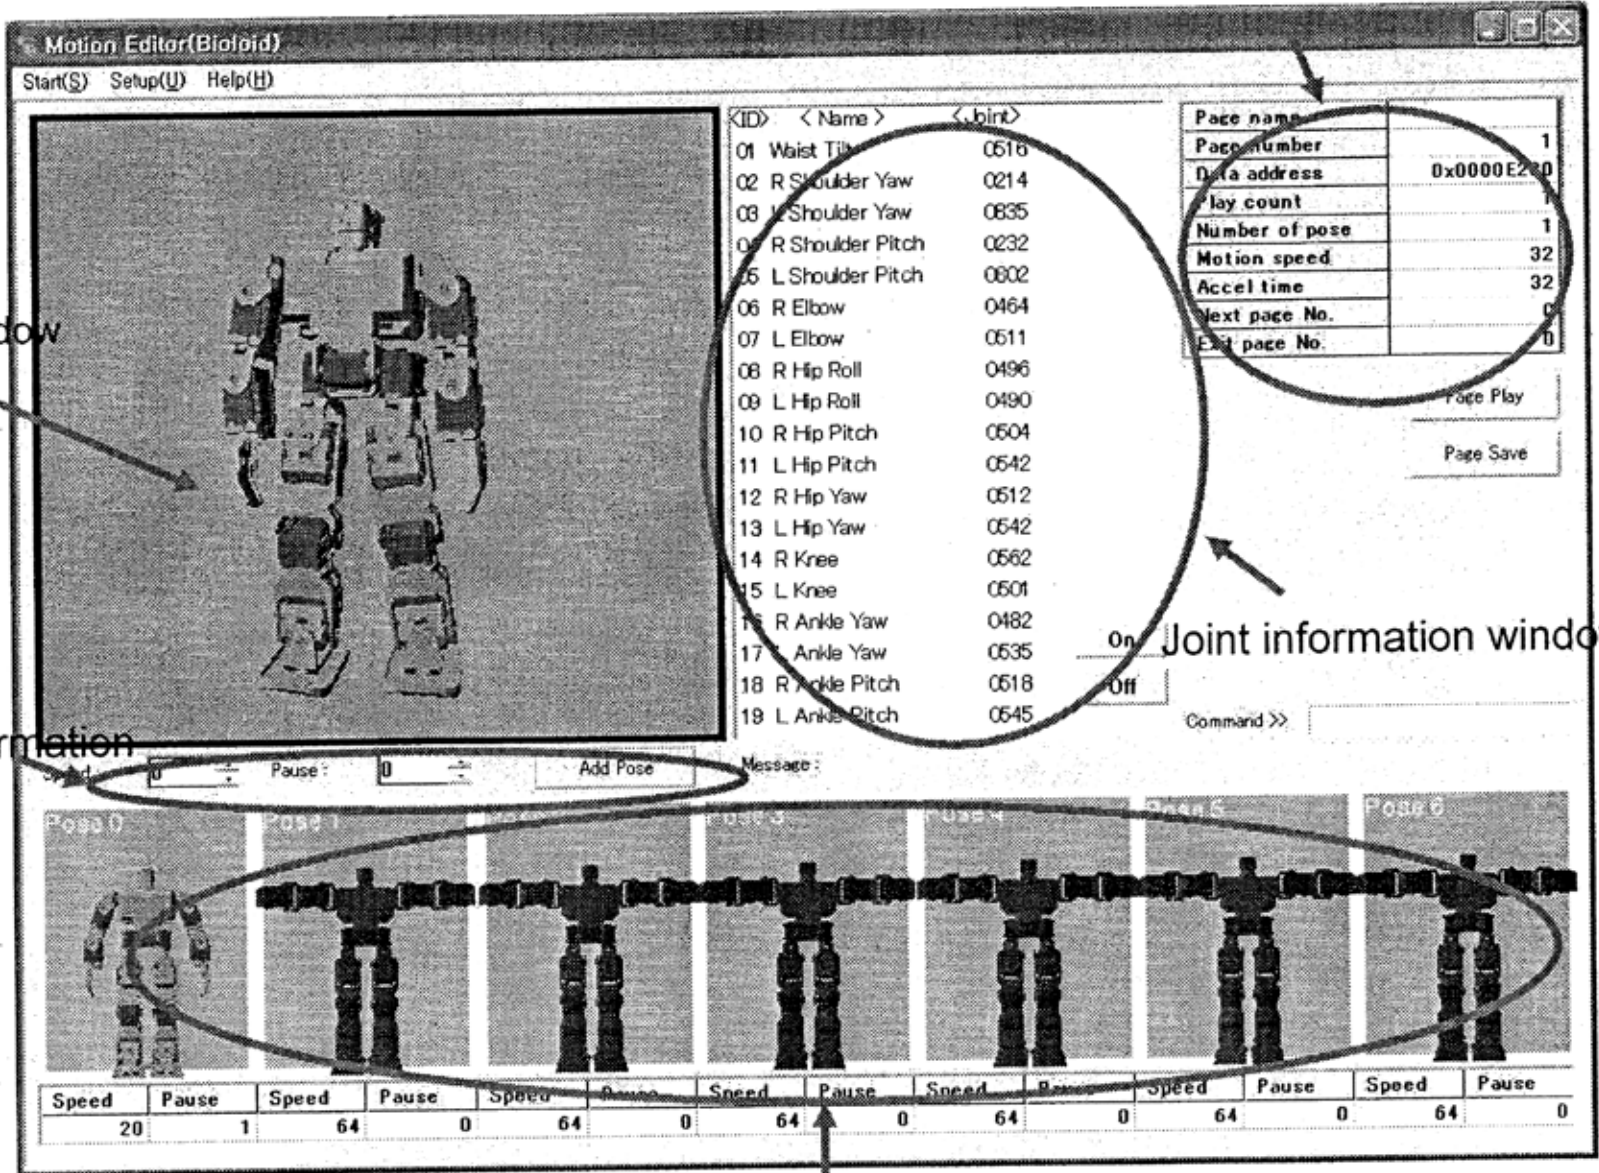 Motion Editor(Bioloid)
Start(S) Setup(U) Help(H)
<ID> <Name> <Joint>
01 Waist Tilt 0516
02 R Shoulder Yaw 0214
03 L Shoulder Yaw 0835
04 R Shoulder Pitch 0232
05 L Shoulder Pitch 0802
06 R Elbow 0464
07 L Elbow 0511
08 R Hip Roll 0496
09 L Hip Roll 0490
10 R Hip Pitch 0504
11 L Hip Pitch 0542
12 R Hip Yaw 0512
13 L Hip Yaw 0542
14 R Knee 0562
15 L Knee 0501
16 R Ankle Yaw 0482
17 L Ankle Yaw 0535
18 R Ankle Pitch 0518
19 L Ankle Pitch 0545
Page name
Page number 1
Data address
Play count 1
Number of pose 1
Motion speed 32
Accel time 32
Next page No. 0
Exit page No. 0
Page Play
Page Save
dow
On
Off
Joint information windo
Command >>
rmation
Speed 0 Pause : 0 Add Pose
Message :
Pose 0 Pose 1 Pose 3 Pose 4 Pose 5 Pose 6
Speed Pause Speed Pause Speed Pause Speed Pause Speed Pause Speed Pause Speed Pause
20 1 64 0 64 0 64 0 64 0 64 0 64 0